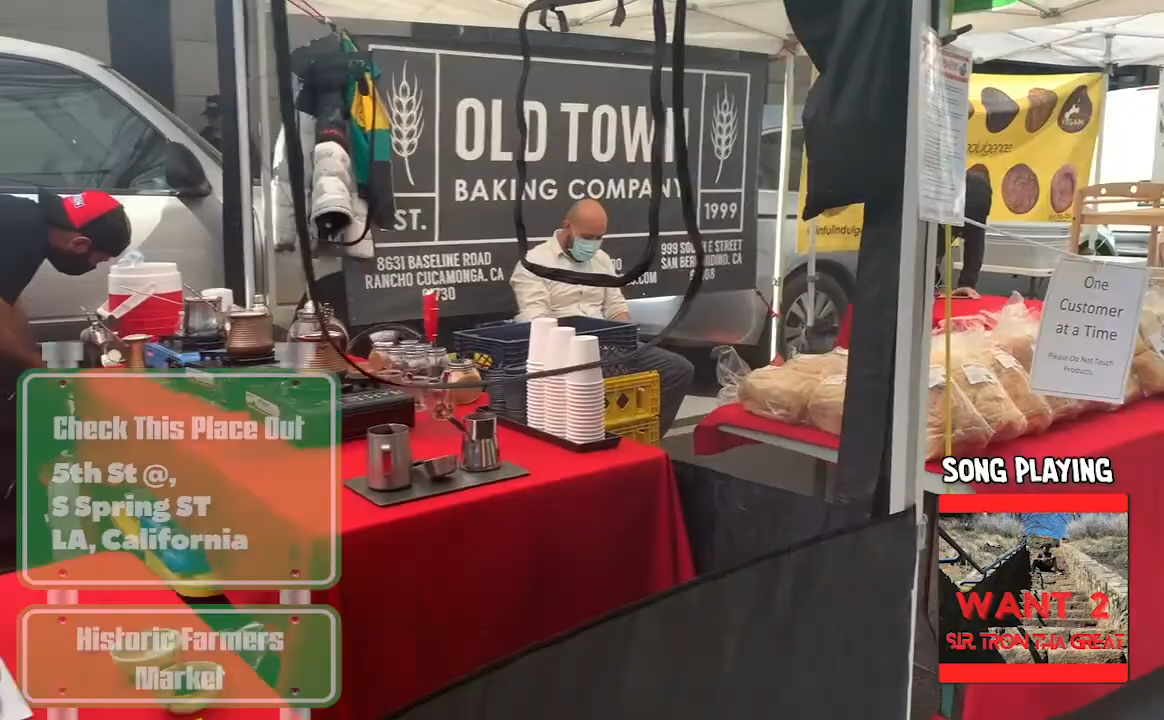 OLD TOWN
BAKING COMPANY
ST.
1999
8631 BASELINE ROAD
RANCHO CUCAMONGA, CA
999 SOUTH E STREET
SAN BERNARDINO, CA
One
Customer
at a Time
Please Do Not Touch
Products.
Check This Place Out
5th St @,
S Spring ST
LA, California
Historic Farmers
Market
SONG PLAYING
WANT 2
SIR TRON THA GREAT